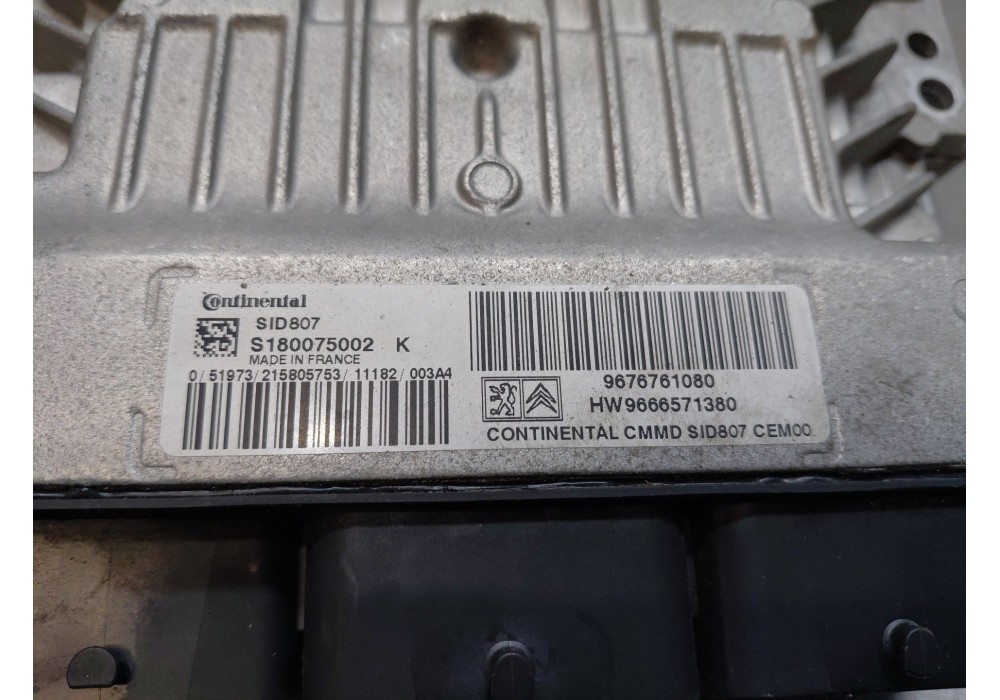 Continental
SID807
S180075002 K
MADE IN FRANCE
0/51973/215805753/11182/003A4
9676761080
HW9666571380
CONTINENTAL CMMD SID807 CEM00